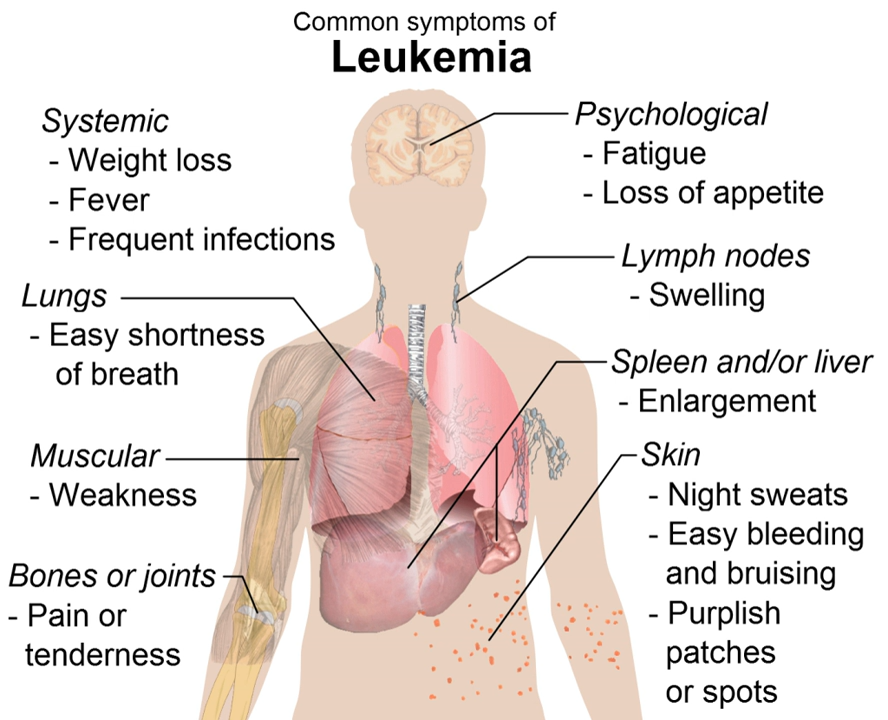 Common symptoms of
Leukemia
Systemic
- Weight loss
- Fever
- Frequent infections
Psychological
- Fatigue
- Loss of appetite
Lymph nodes
- Swelling
Lungs
- Easy shortness
of breath
Spleen and/or liver
- Enlargement
Muscular
- Weakness
Skin
- Night sweats
- Easy bleeding
and bruising
- Purplish
patches
or spots
Bones or joints
- Pain or
tenderness